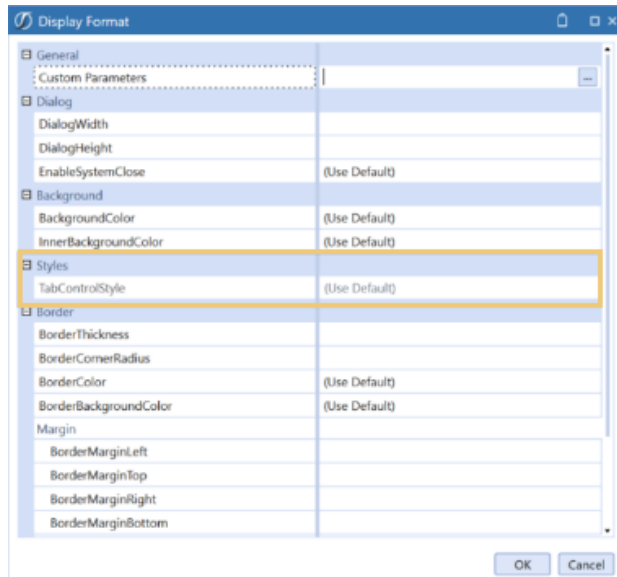 Display Format
General
Custom Parameters
...
Dialog
DialogWidth
DialogHeight
EnableSystemClose (Use Default)
Background
BackgroundColor (Use Default)
InnerBackgroundColor (Use Default)
Styles
TabControlStyle (Use Default)
Border
BorderThickness
BorderCornerRadius
BorderColor (Use Default)
BorderBackgroundColor (Use Default)
Margin
BorderMarginLeft
BorderMarginTop
BorderMarginRight
BorderMarginBottom
OK Cancel